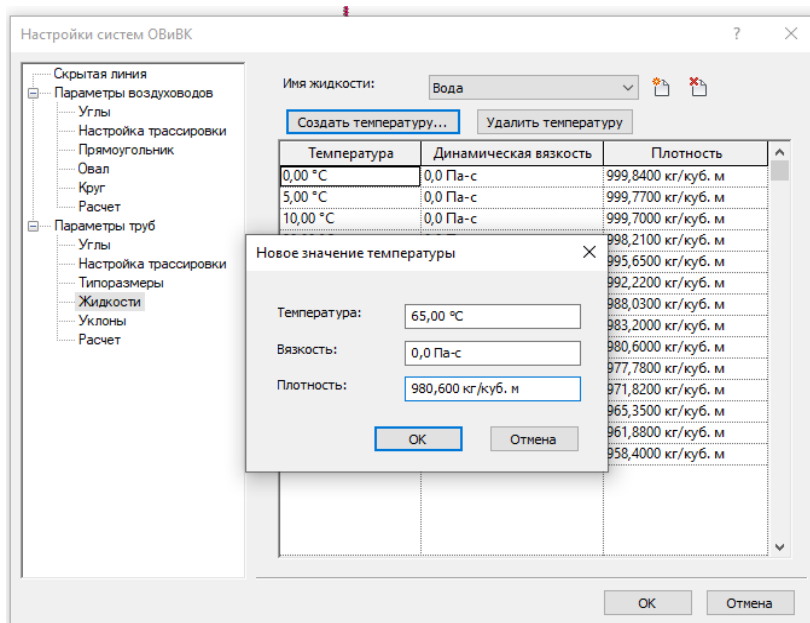 Настройки систем ОВиВК
?
Скрытая линия
Параметры воздуховодов
Углы
Настройка трассировки
Прямоугольник
Овал
Круг
Расчет
Параметры труб
Углы
Настройка трассировки
Типоразмеры
Жидкости
Уклоны
Расчет
Имя жидкости: Вода
Создать температуру... Удалить температуру
Температура Динамическая вязкость Плотность
0,00 °C 0,0 Па-с 999,8400 кг/куб. м
5,00 °C 0,0 Па-с 999,7700 кг/куб. м
10,00 °C 0,0 Па-с 999,7000 кг/куб. м
998,2100 кг/куб. м
995,6500 кг/куб. м
992,2200 кг/куб. м
988,0300 кг/куб. м
983,2000 кг/куб. м
980,6000 кг/куб. м
977,7800 кг/куб. м
971,8200 кг/куб. м
965,3500 кг/куб. м
961,8800 кг/куб. м
958,4000 кг/куб. м
Новое значение температуры
Температура: 65,00 °C
Вязкость: 0,0 Па-с
Плотность: 980,600 кг/куб. м
OK Отмена
OK Отмена